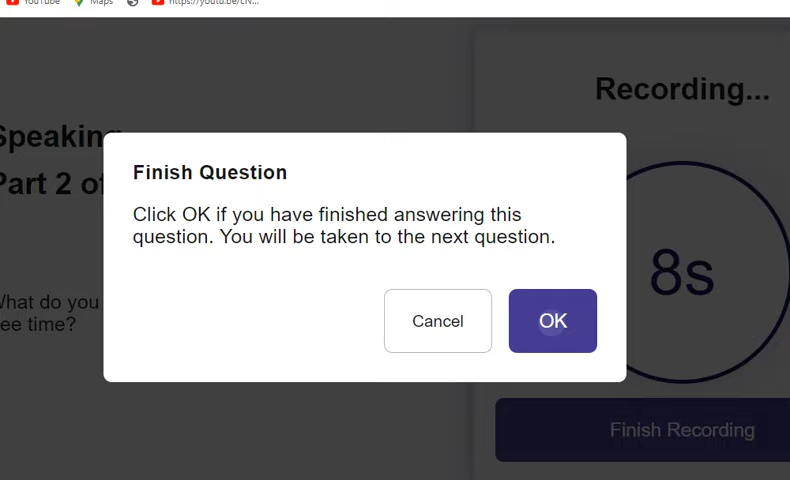 YouTube
Maps
https://youtu.be/cN...
Recording...
Speaking
Part 2 of
What do you
ee time?
Finish Question
Click OK if you have finished answering this
question. You will be taken to the next question.
Cancel
OK
8s
Finish Recording